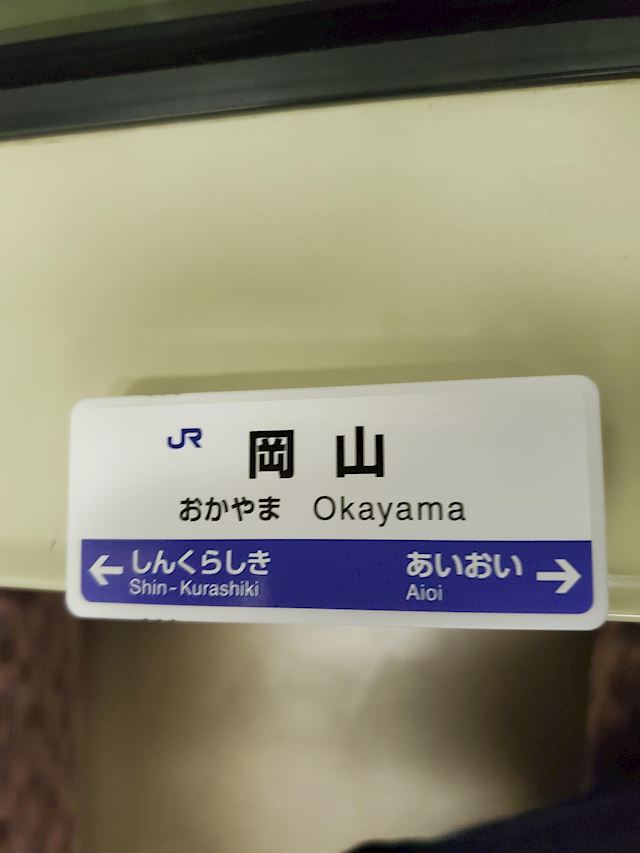 JR 岡山
おかやま Okayama
← しんくらしき あいおい →
Shin-Kurashiki Aioi